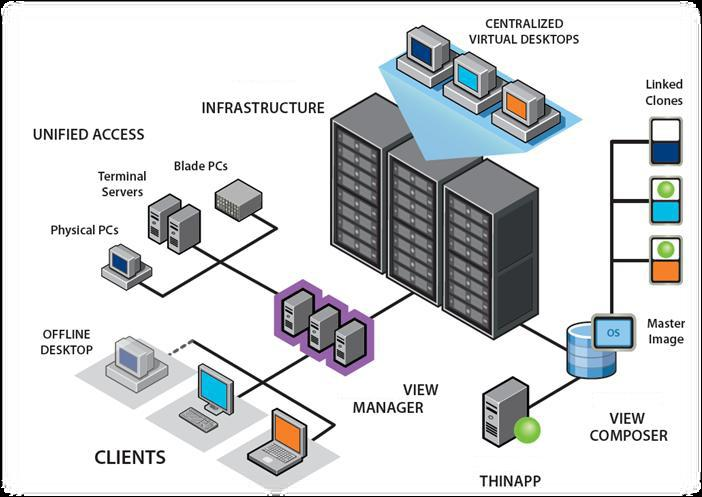 CENTRALIZED
VIRTUAL DESKTOPS
Linked
Clones
INFRASTRUCTURE
UNIFIED ACCESS
Blade PCs
Terminal
Servers
Physical PCs
OFFLINE
DESKTOP
OS
Master
Image
VIEW
MANAGER
VIEW
COMPOSER
CLIENTS
THINAPP